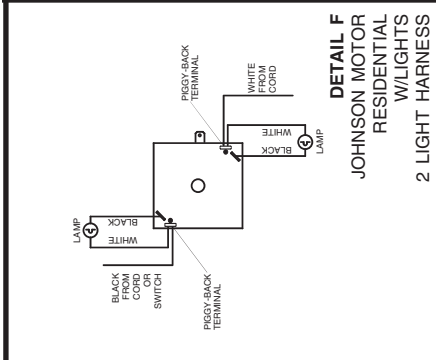 DETAIL F
JOHNSON MOTOR
RESIDENTIAL
W/LIGHTS
2 LIGHT HARNESS
PIGGY-BACK
TERMINAL
WHITE
FROM
CORD
WHITE
BLACK
LAMP
LAMP
BLACK
WHITE
BLACK
FROM
CORD
OR
SWITCH
PIGGY-BACK
TERMINAL